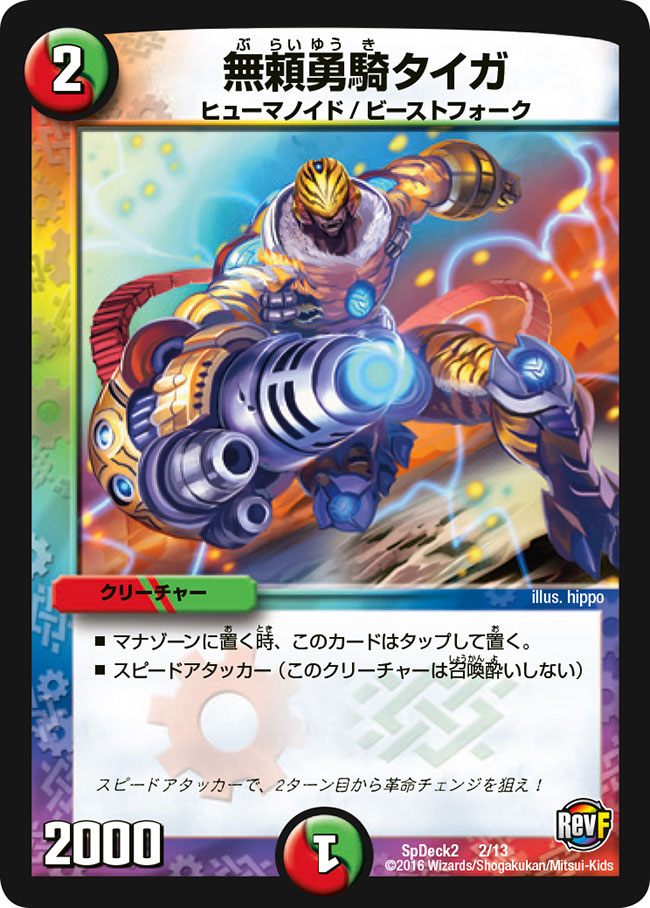 2
ぶらいゆうき
無頼勇騎タイガ
ヒューマノイド / ビーストフォーク
クリーチャー
illus. hippo
■ マナゾーンに置く時、このカードはタップして置く。
■ スピードアタッカー（このクリーチャーは召喚酔いしない）
スピードアタッカーで、2ターン目から革命チェンジを狙え！
2000
1
RevF
SpDeck2 2/13
©2016 Wizards/Shogakukan/Mitsui-Kids